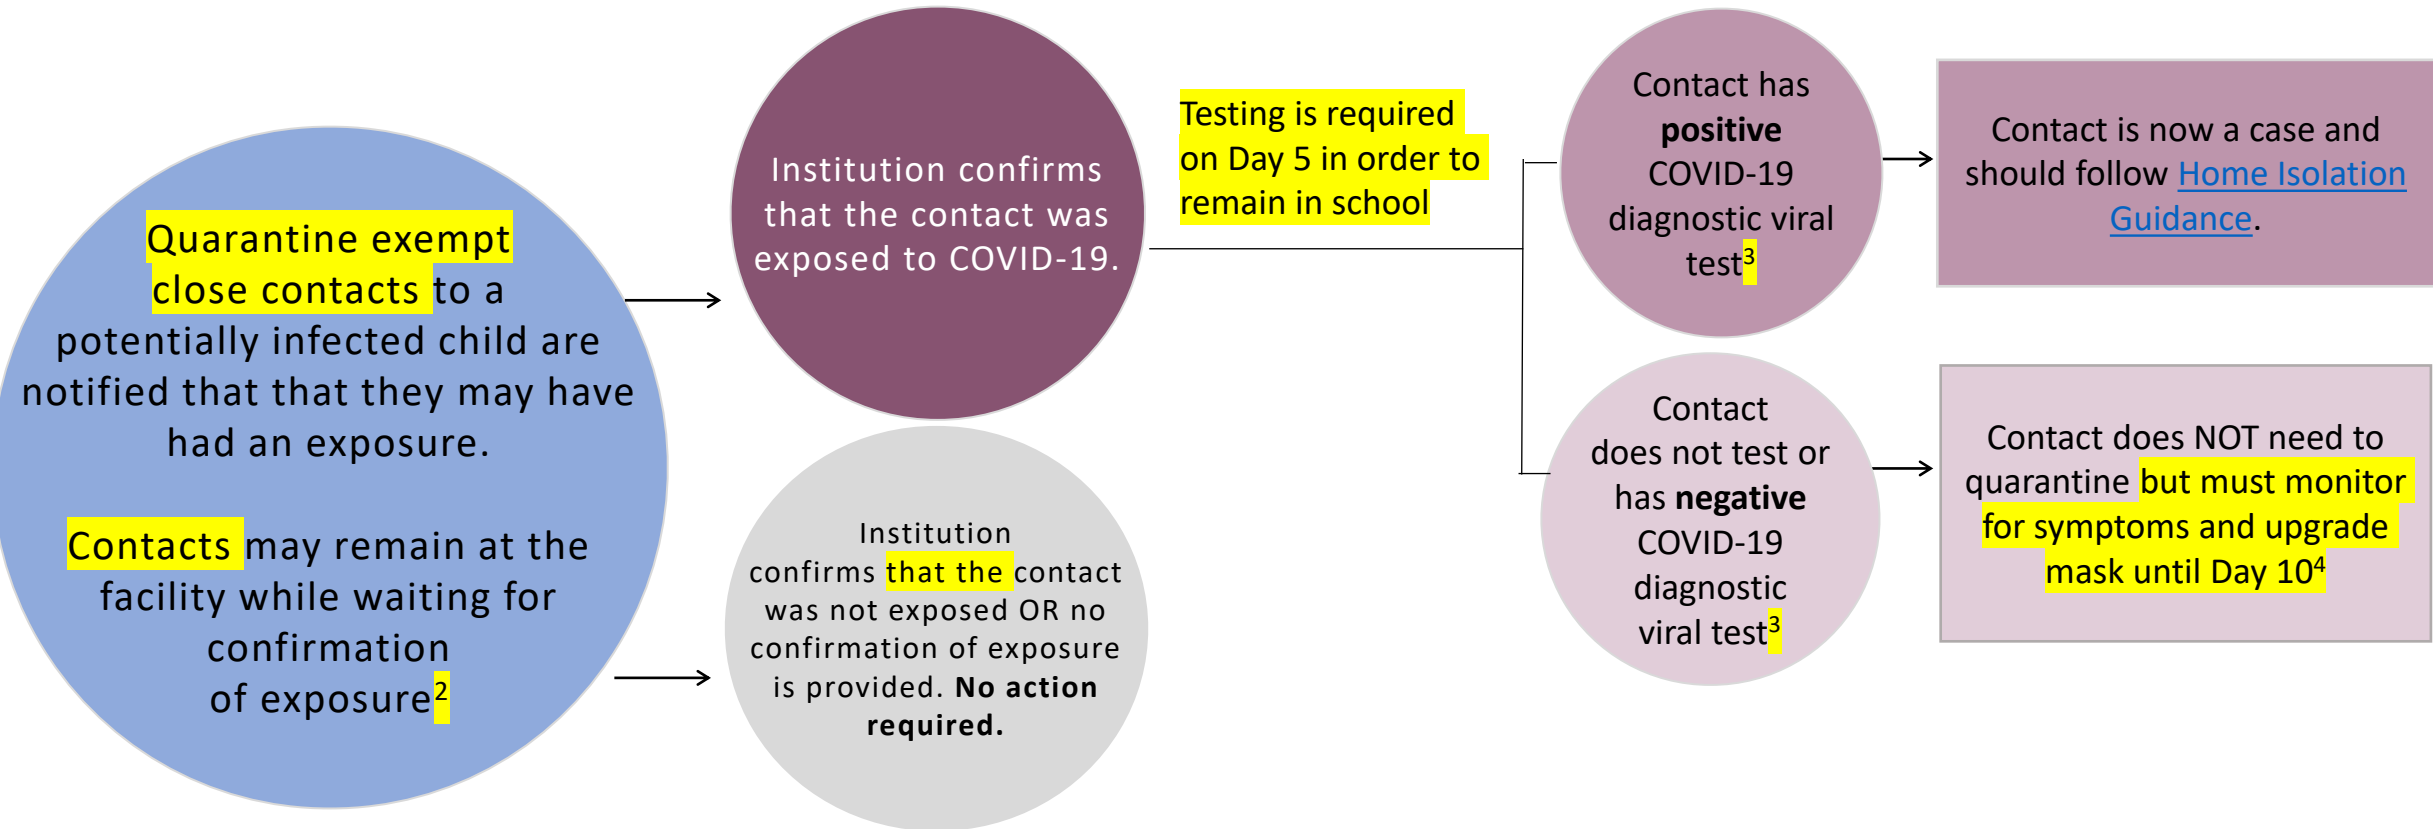 Quarantine exempt
close contacts to a
potentially infected child are
notified that that they may have
had an exposure.
Contacts may remain at the
facility while waiting for
confirmation
of exposure2
Institution confirms
that the contact was
exposed to COVID-19.
Institution
confirms that the contact
was not exposed OR no
confirmation of exposure
is provided. No action
required.
Testing is required
on Day 5 in order to
remain in school
Contact has
positive
COVID-19
diagnostic viral
test3
Contact is now a case and
should follow Home Isolation
Guidance.
Contact
does not test or
has negative
COVID-19
diagnostic
viral test3
Contact does NOT need to
quarantine but must monitor
for symptoms and upgrade
mask until Day 104